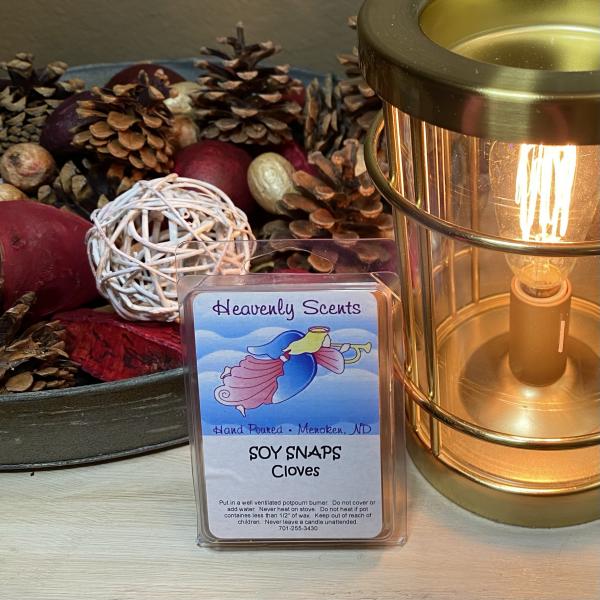 Heavenly Scents
Hand Poured • Menoken, ND
SOY SNAPS
Cloves
Put in a well ventilated potpourri burner. Do not cover or
add water. Never heat on stove. Do not heat if pot
containes less than 1/2" of wax. Keep out of reach of
children. Never leave a candle unattended.
701-255-3430